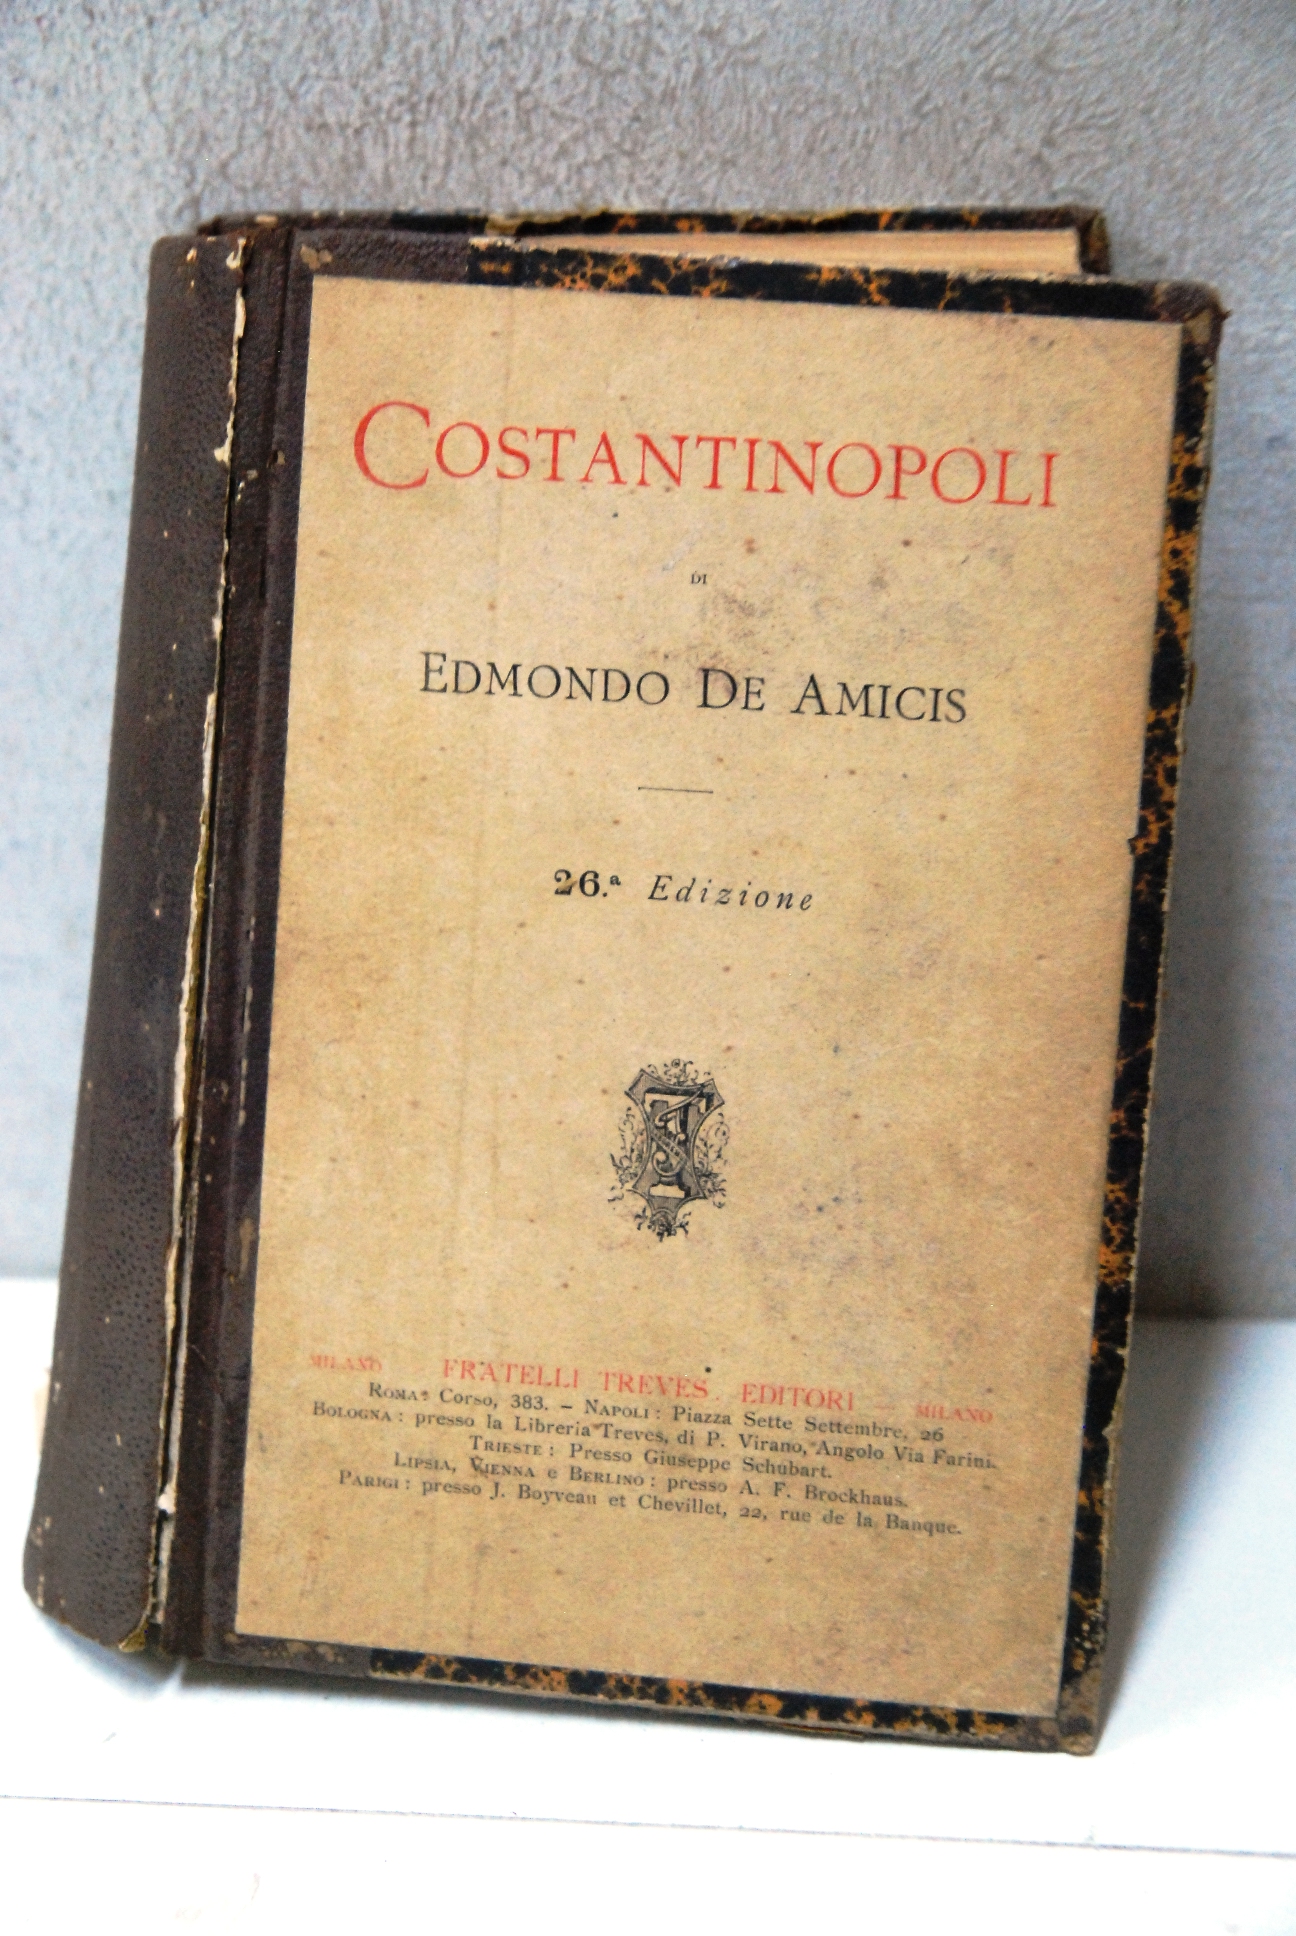 COSTANTINOPOLI
DI
EDMONDO DE AMICIS
26.ª Edizione
MILANO FRATELLI TREVES, EDITORI — MILANO
ROMA: Corso, 383. – NAPOLI: Piazza Sette Settembre, 26
BOLOGNA: presso la Libreria Treves, di P. Virano, Angolo Via Farini.
TRIESTE: Presso Giuseppe Schubart.
LIPSIA, VIENNA e BERLINO: presso A. F. Brockhaus.
PARIGI: presso J. Boyveau et Chevillet, 22, rue de la Banque.